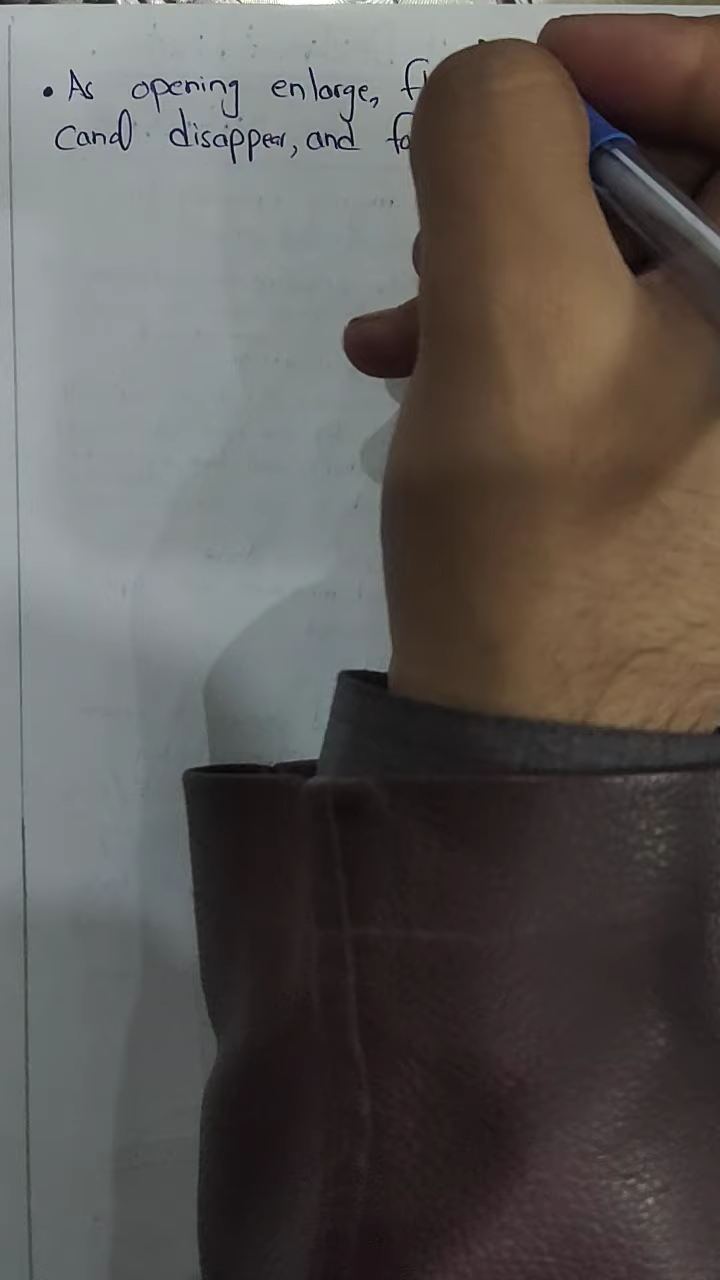 • As opening enlarge,
cand disappear, and